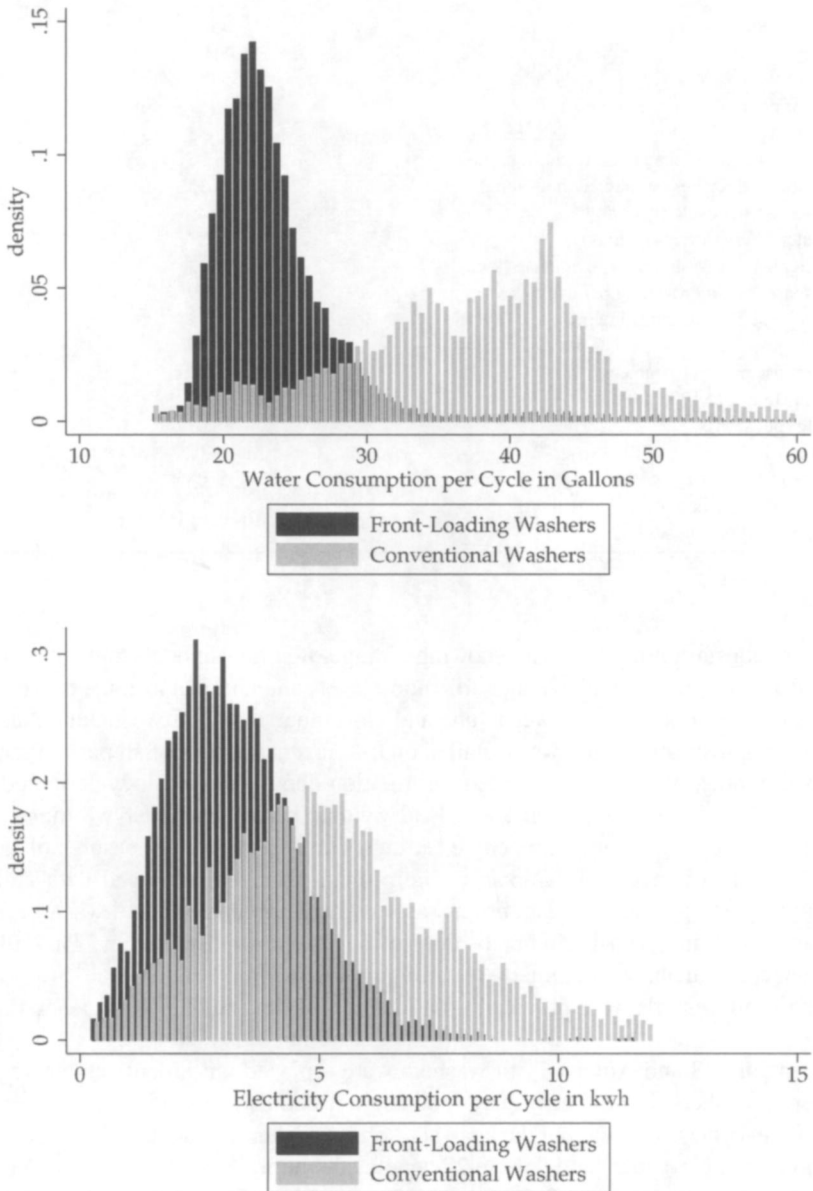 .15
.1
.05
0
density
10 20 30 40 50 60
Water Consumption per Cycle in Gallons
Front-Loading Washers
Conventional Washers
.3
.2
.1
0
density
0 5 10 15
Electricity Consumption per Cycle in kwh
Front-Loading Washers
Conventional Washers